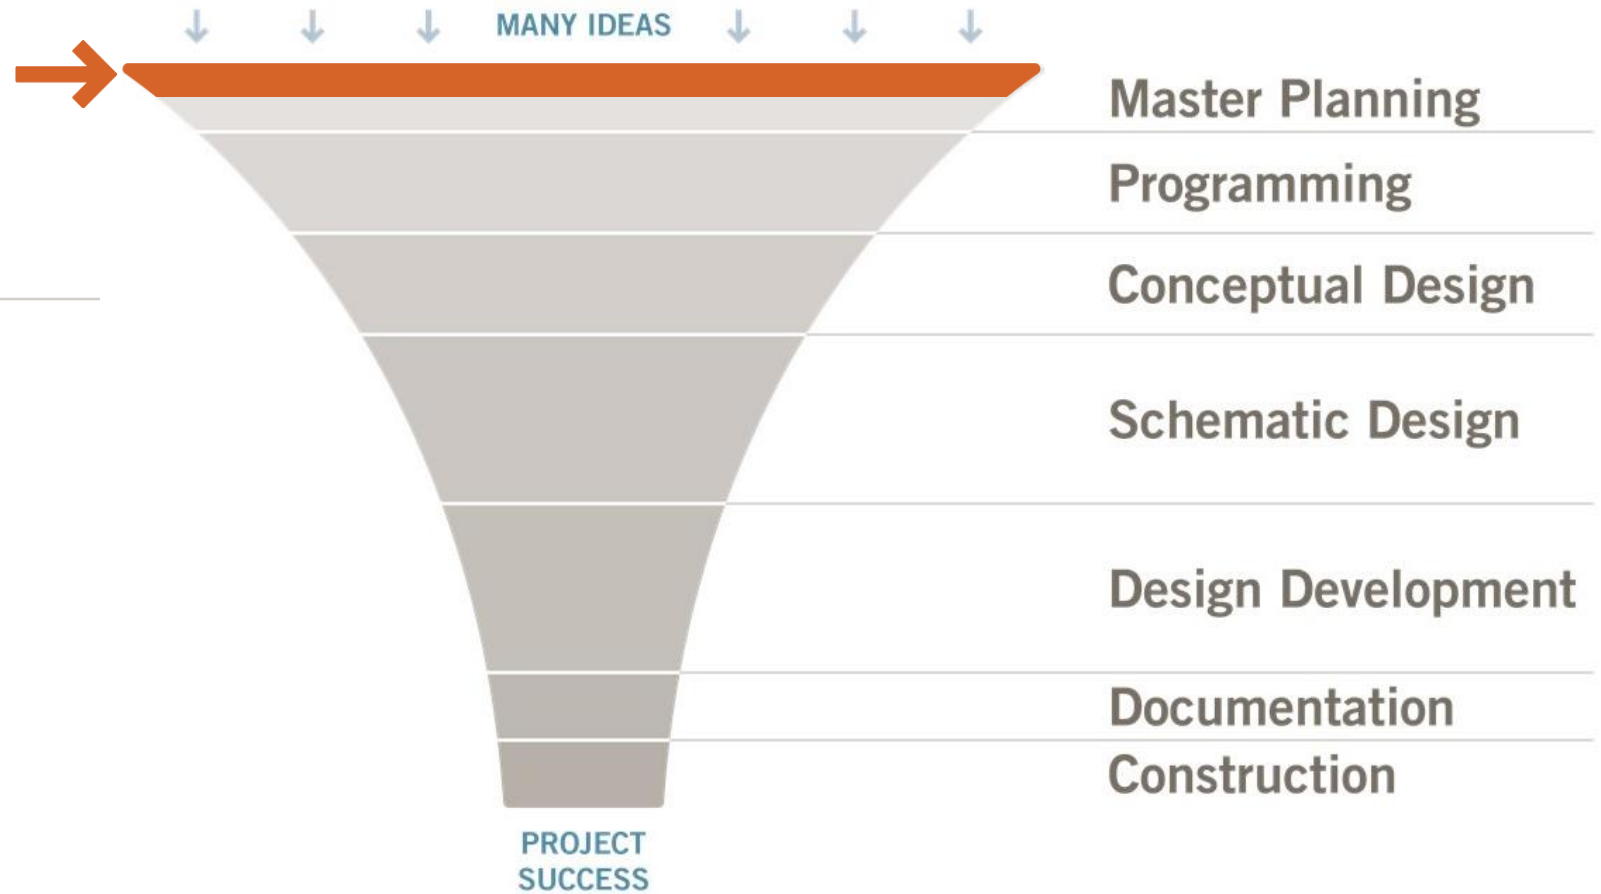 MANY IDEAS
Master Planning
Programming
Conceptual Design
Schematic Design
Design Development
Documentation
Construction
PROJECT
SUCCESS